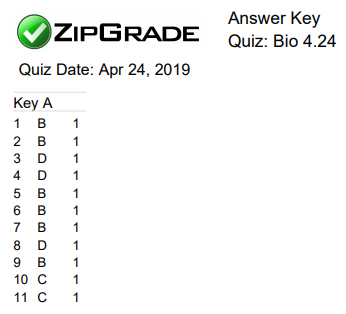 ZipGrade
Answer Key
Quiz: Bio 4.24
Quiz Date: Apr 24, 2019
Key A
1 B 1
2 B 1
3 D 1
4 D 1
5 B 1
6 B 1
7 B 1
8 D 1
9 B 1
10 C 1
11 C 1